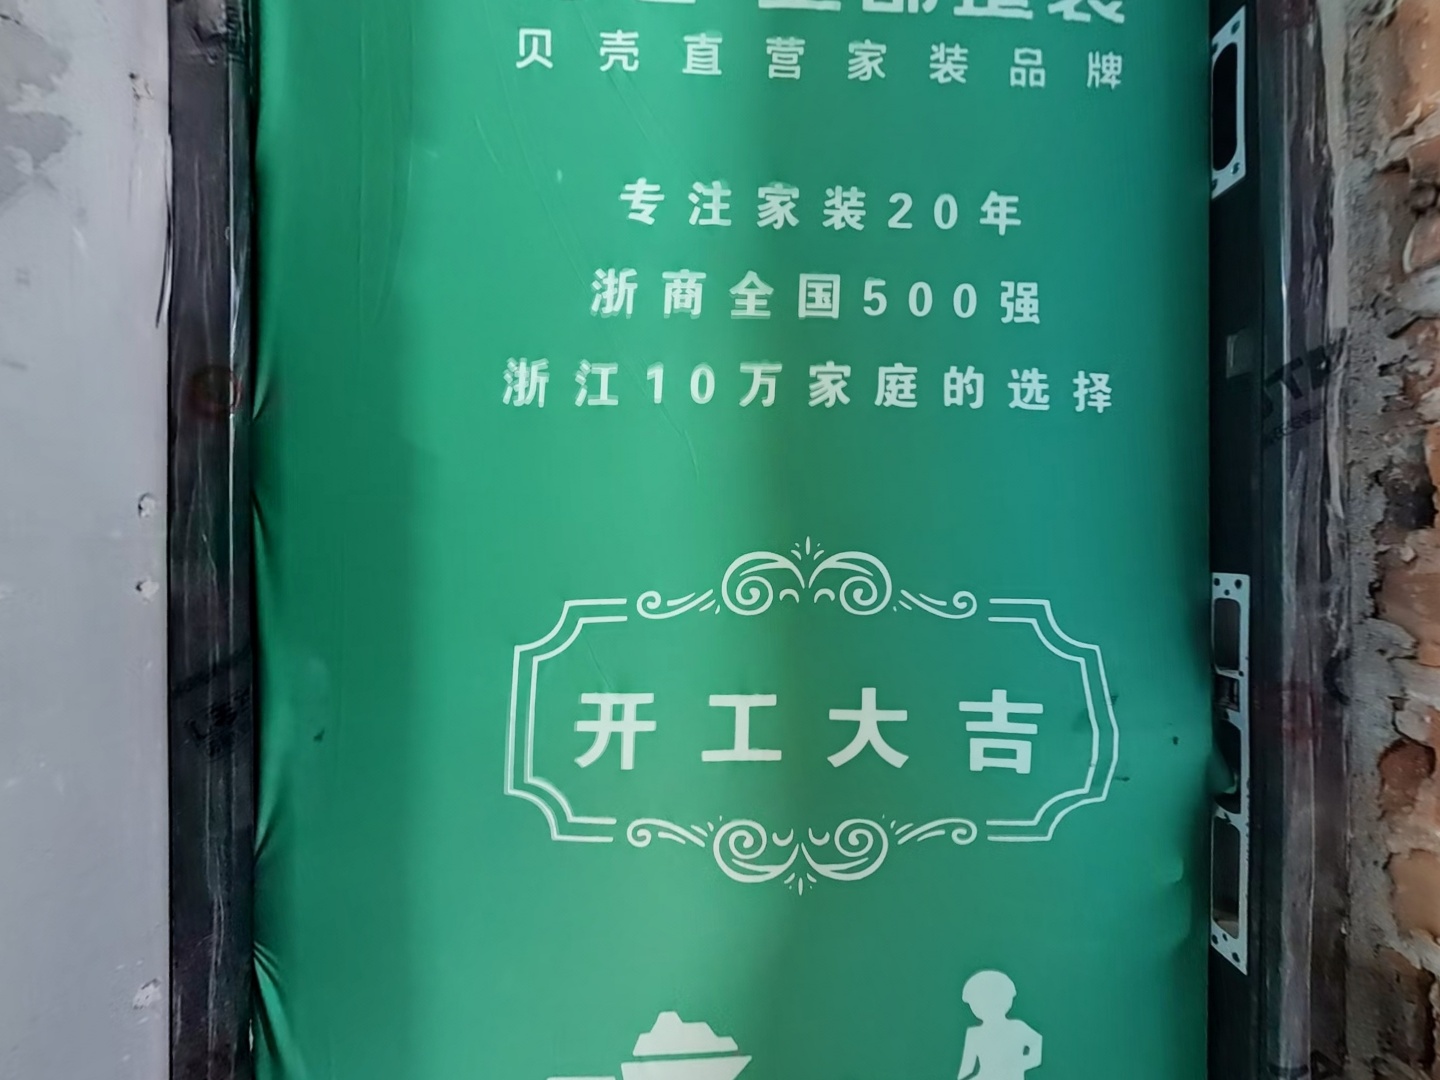 贝壳直营家装品牌
专注家装20年
浙商全国500强
浙江10万家庭的选择
开工大吉